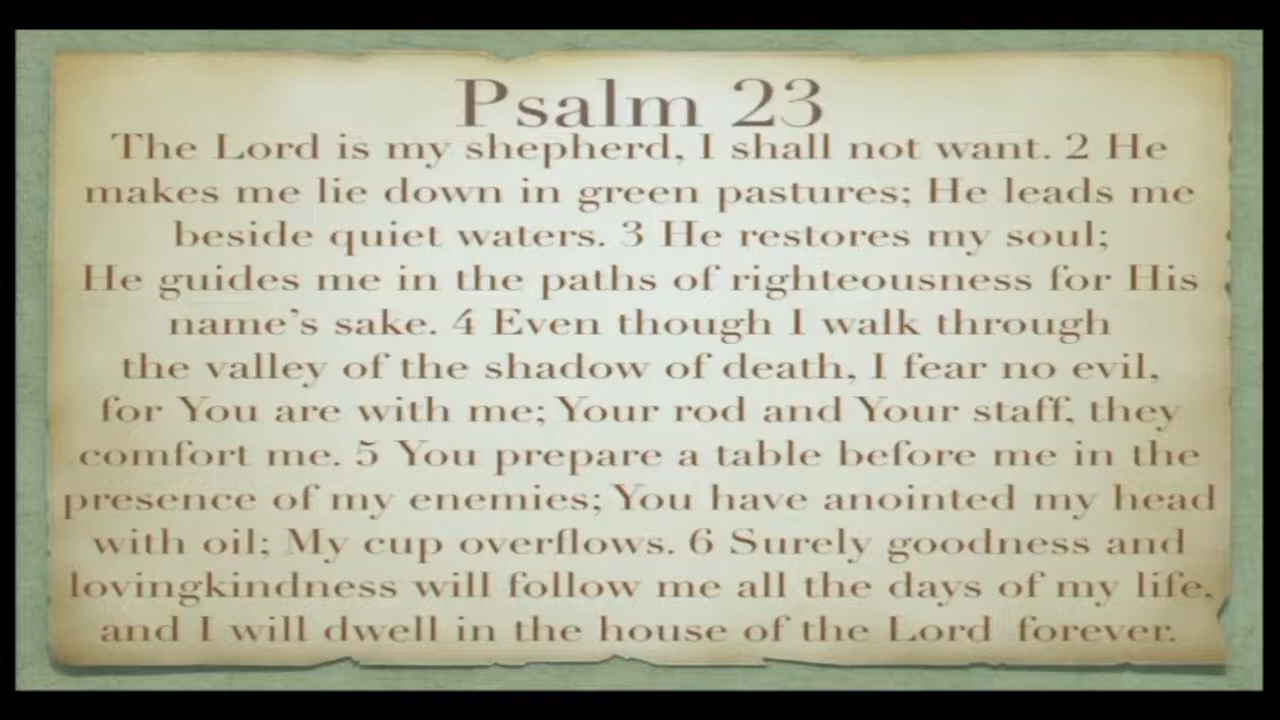 Psalm 23
The Lord is my shepherd, I shall not want. 2 He
makes me lie down in green pastures; He leads me
beside quiet waters. 3 He restores my soul;
He guides me in the paths of righteousness for His
name’s sake. 4 Even though I walk through
the valley of the shadow of death, I fear no evil,
for You are with me; Your rod and Your staff, they
comfort me. 5 You prepare a table before me in the
presence of my enemies; You have anointed my head
with oil; My cup overflows. 6 Surely goodness and
lovingkindness will follow me all the days of my life,
and I will dwell in the house of the Lord forever.